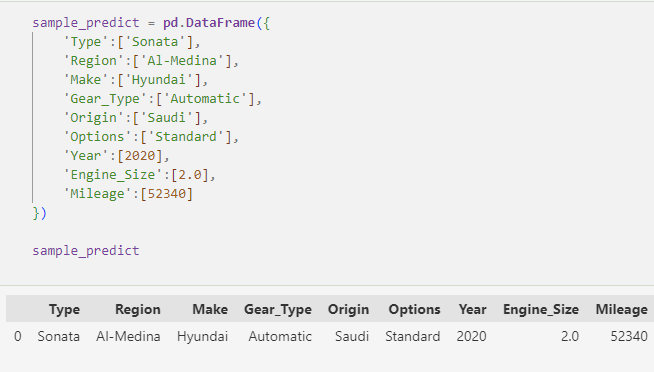 sample_predict = pd.DataFrame({
    'Type':['Sonata'],
    'Region':['Al-Medina'],
    'Make':['Hyundai'],
    'Gear_Type':['Automatic'],
    'Origin':['Saudi'],
    'Options':['Standard'],
    'Year':[2020],
    'Engine_Size':[2.0],
    'Mileage':[52340]
})
sample_predict
Type Region Make Gear_Type Origin Options Year Engine_Size Mileage
0 Sonata Al-Medina Hyundai Automatic Saudi Standard 2020 2.0 52340